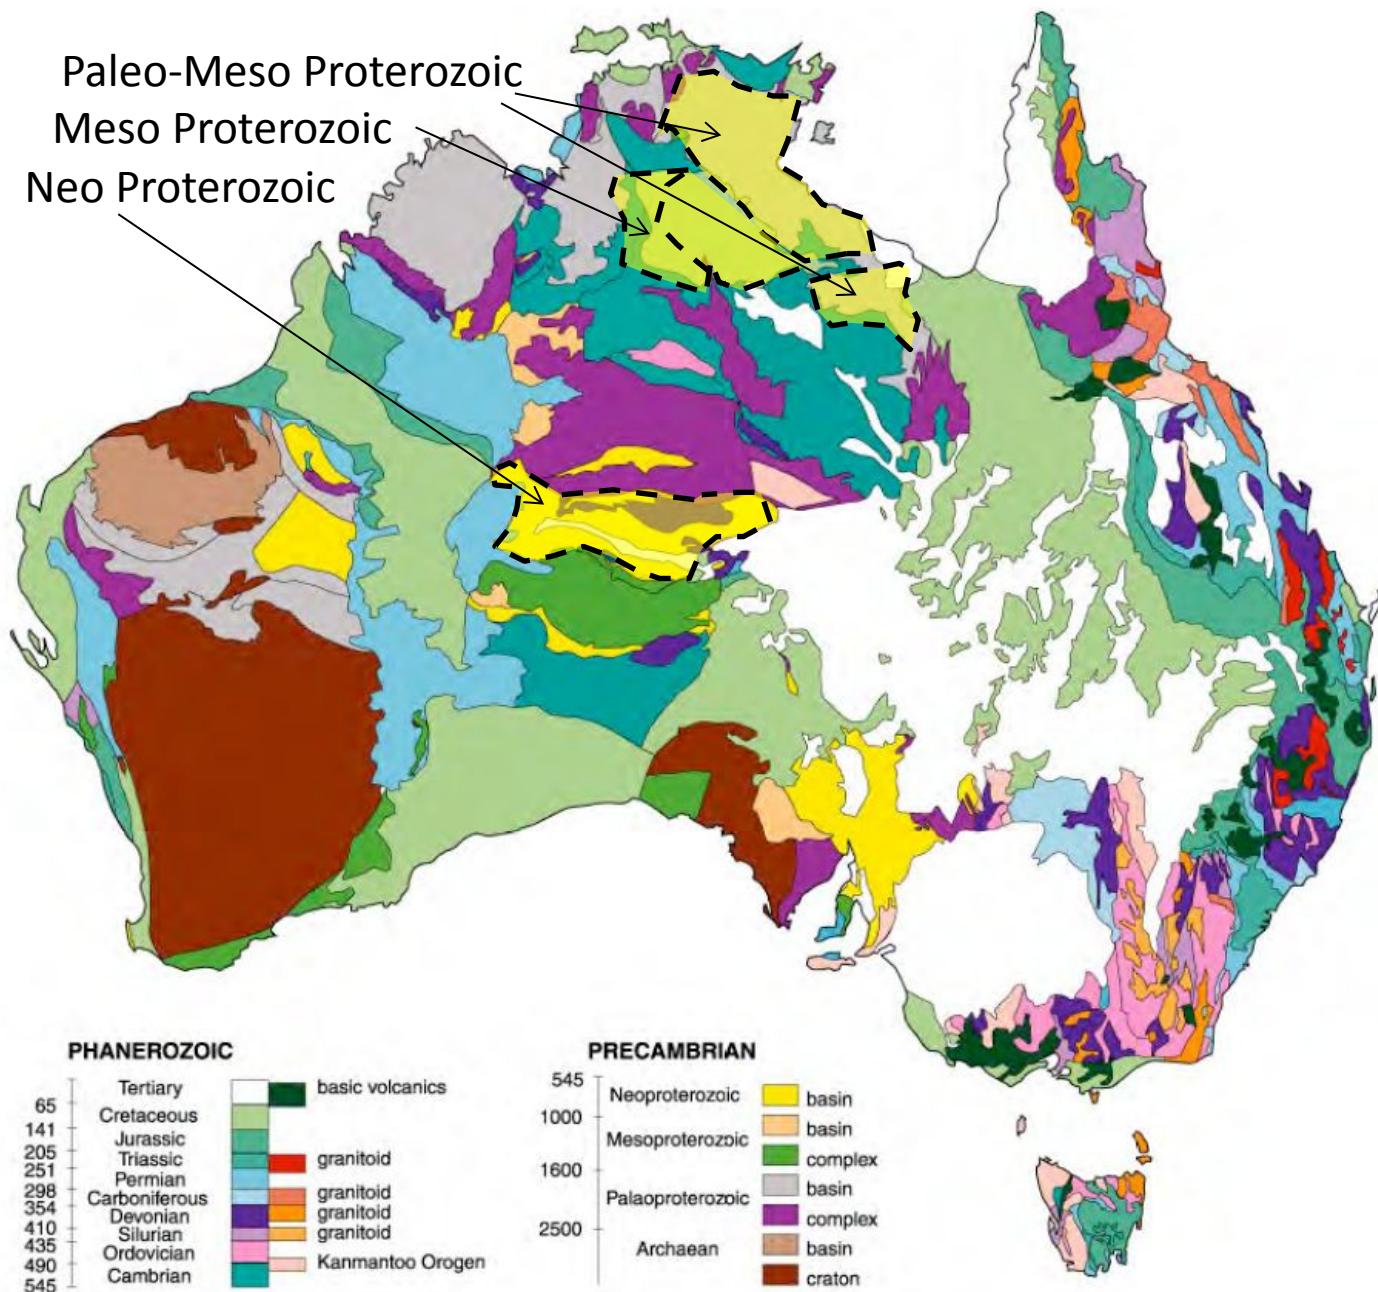 Paleo-Meso Proterozoic
Meso Proterozoic
Neo Proterozoic
PHANEROZOIC
Tertiary
basic volcanics
65
Cretaceous
141
Jurassic
205
Triassic
granitoid
251
Permian
298
Carboniferous
granitoid
354
Devonian
granitoid
410
Silurian
granitoid
435
Ordovician
490
Kanmantoo Orogen
Cambrian
545
PRECAMBRIAN
545
Neoproterozoic
basin
1000
basin
Mesoproterozoic
complex
1600
basin
Palaoproterozoic
complex
2500
basin
Archaean
craton